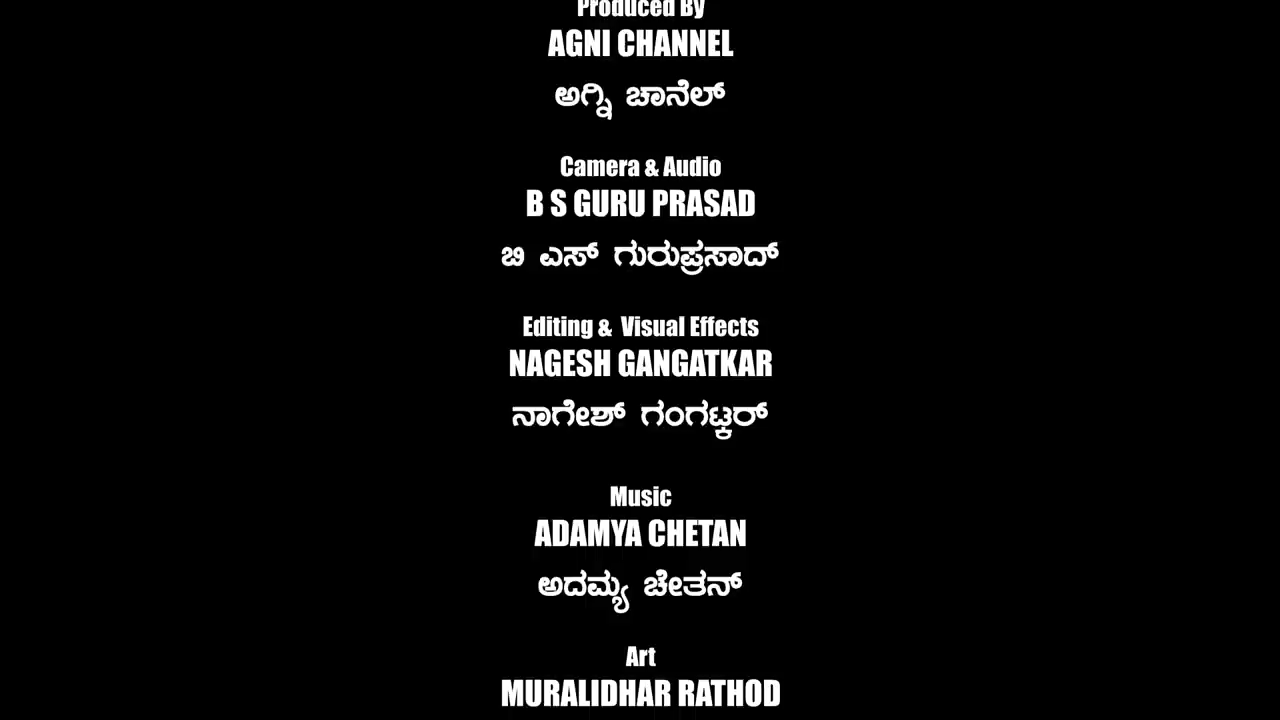 Produced By
AGNI CHANNEL
ಅಗ್ನಿ ಚಾನೆಲ್
Camera & Audio
B S GURU PRASAD
ಬಿ ಎಸ್ ಗುರುಪ್ರಸಾದ್
Editing & Visual Effects
NAGESH GANGATKAR
ನಾಗೇಶ್ ಗಂಗಟ್ಕರ್
Music
ADAMYA CHETAN
ಅದಮ್ಯ ಚೇತನ್
Art
MURALIDHAR RATHOD